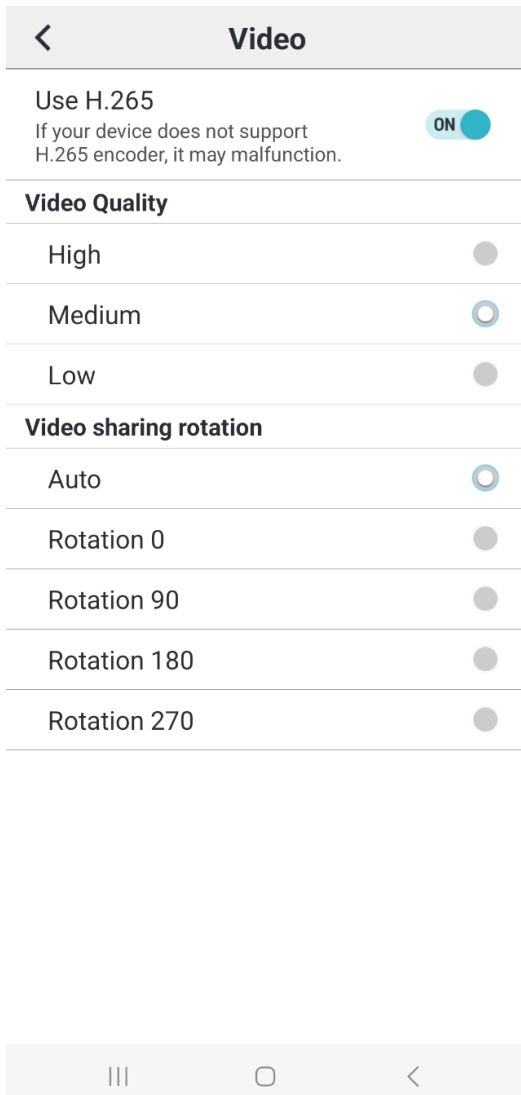 Video
Use H.265
ON
If your device does not support
H.265 encoder, it may malfunction.
Video Quality
High
Medium
Low
Video sharing rotation
Auto
Rotation 0
Rotation 90
Rotation 180
Rotation 270